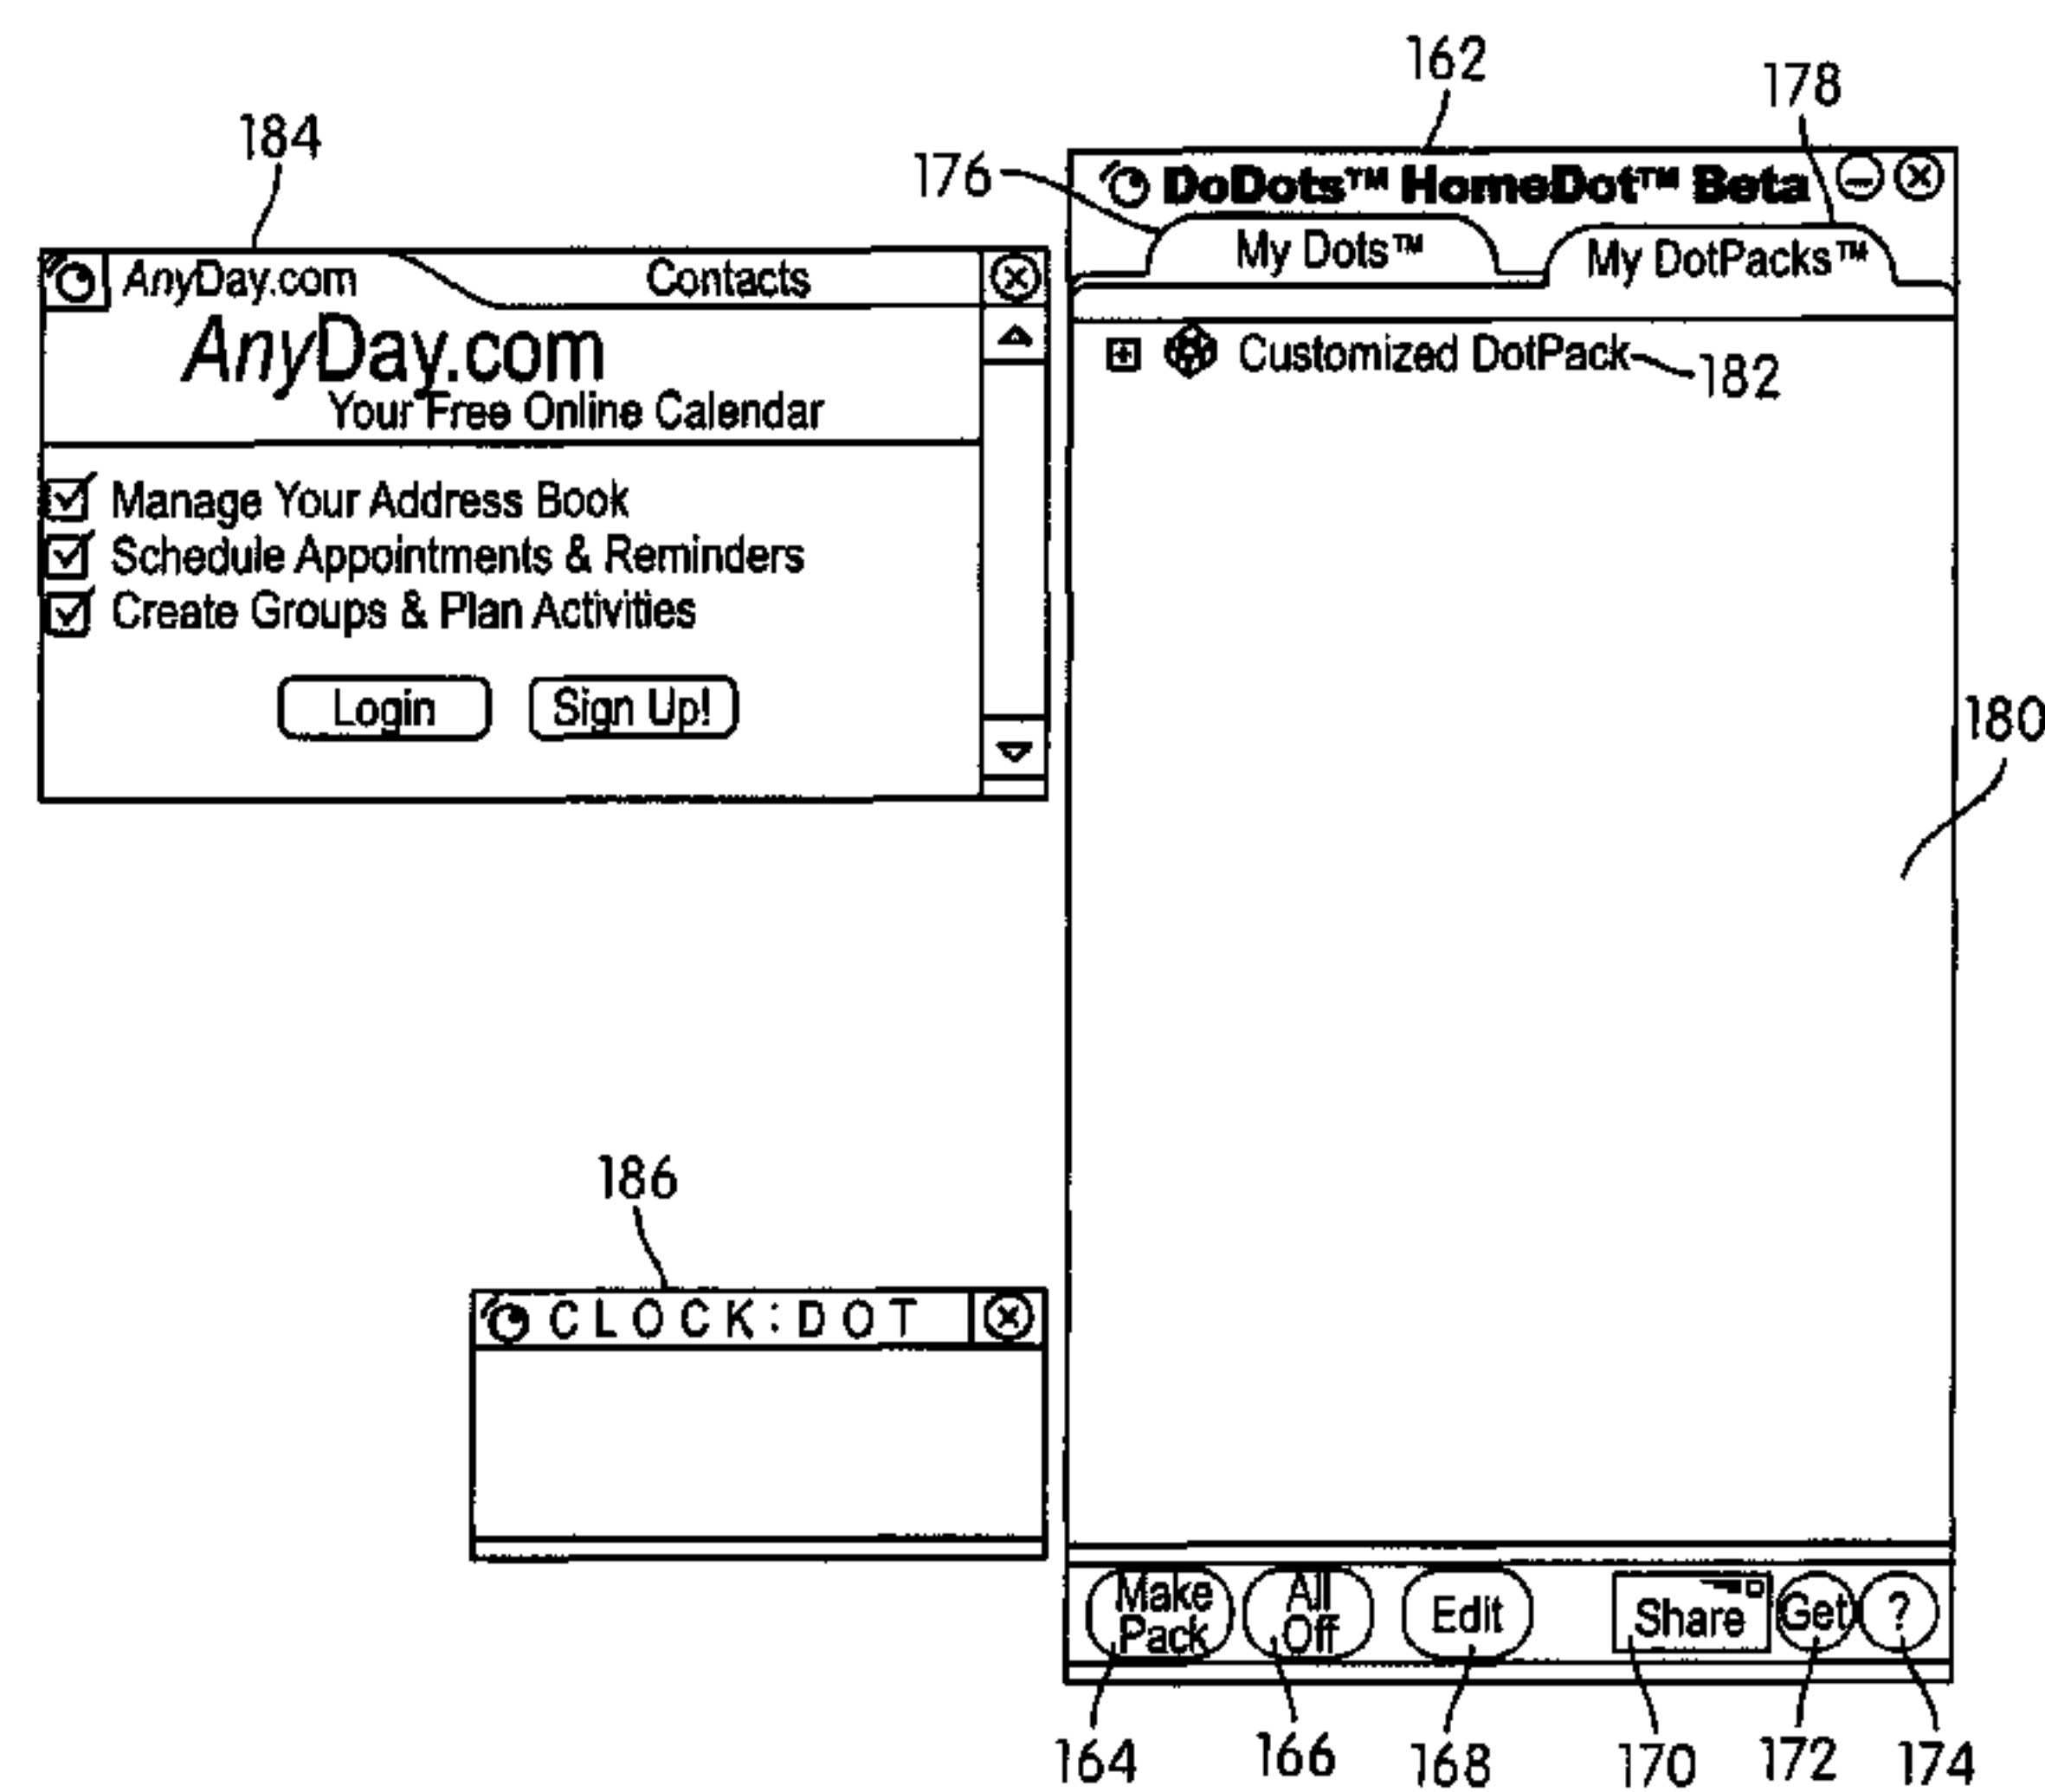 162
178
184
176
DoDots™ HomeDot™ Beta
My Dots™
My DotPacks™
AnyDay.com
Contacts
AnyDay.com
Your Free Online Calendar
Customized DotPack
182
Manage Your Address Book
Schedule Appointments & Reminders
Create Groups & Plan Activities
Login
Sign Up!
180
186
CLOCK:DOT
Make
Pack
All
Off
Edit
Share
Get
?
164
166
168
170
172
174